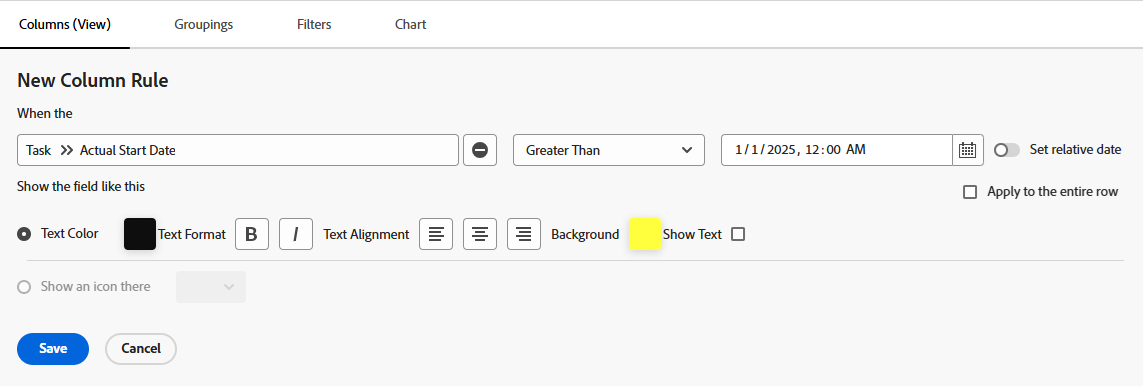 Columns (View) Groupings Filters Chart
New Column Rule
When the
Task Actual Start Date Greater Than 1/1/2025, 12:00 AM Set relative date
Show the field like this
Apply to the entire row
Text Color Text Format B I Text Alignment Background Show Text
Show an icon there
Save Cancel